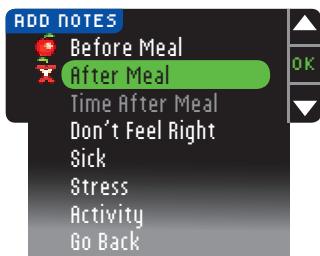 ADD NOTES
Before Meal
After Meal
OK
Time After Meal
Don't Feel Right
Sick
Stress
Activity
Go Back